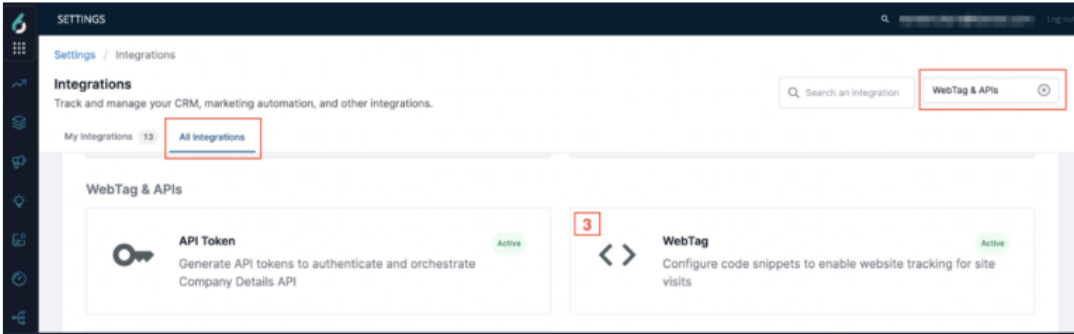 SETTINGS
Log ou
Settings / Integrations
Integrations
Track and manage your CRM, marketing automation, and other integrations.
Search an integration
WebTag & APIs
My Integrations 13
All Integrations
WebTag & APIs
API Token
Active
Generate API tokens to authenticate and orchestrate
Company Details API
3
WebTag
Active
Configure code snippets to enable website tracking for site
visits